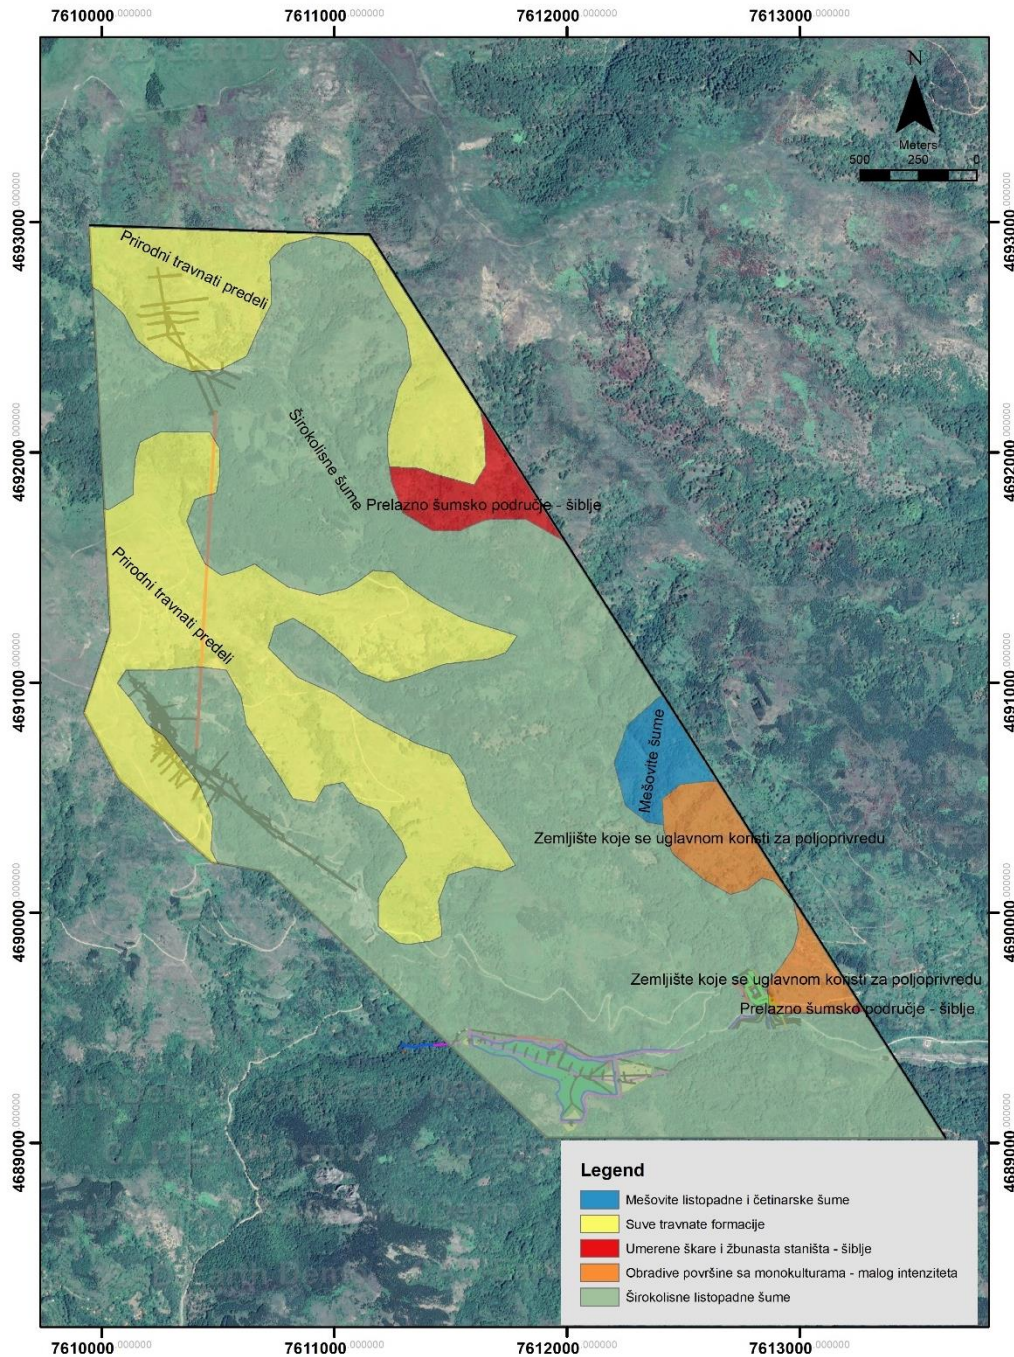 7610000.000000 7611000.000000 7612000.000000 7613000.000000
N
Meters
500 250 0
4693000.000000 4693000.000000
Prirodni travnati predeli
Širokolisne šume
4692000.000000 4692000.000000
Prelazno šumsko područje - šiblje
Prirodni travnati predeli
4691000.000000 4691000.000000
Mešovite šume
Zemljište koje se uglavnom koristi za poljoprivredu
4690000.000000 4690000.000000
Zemljište koje se uglavnom koristi za poljoprivredu
Prelazno šumsko područje - šiblje
4689000.000000 4689000.000000
Legend
Mešovite listopadne i četinarske šume
Suve travnate formacije
Umerene škare i žbunasta staništa - šiblje
Obradive površine sa monokulturama - malog intenziteta
Širokolisne listopadne šume
7610000.000000 7611000.000000 7612000.000000 7613000.000000